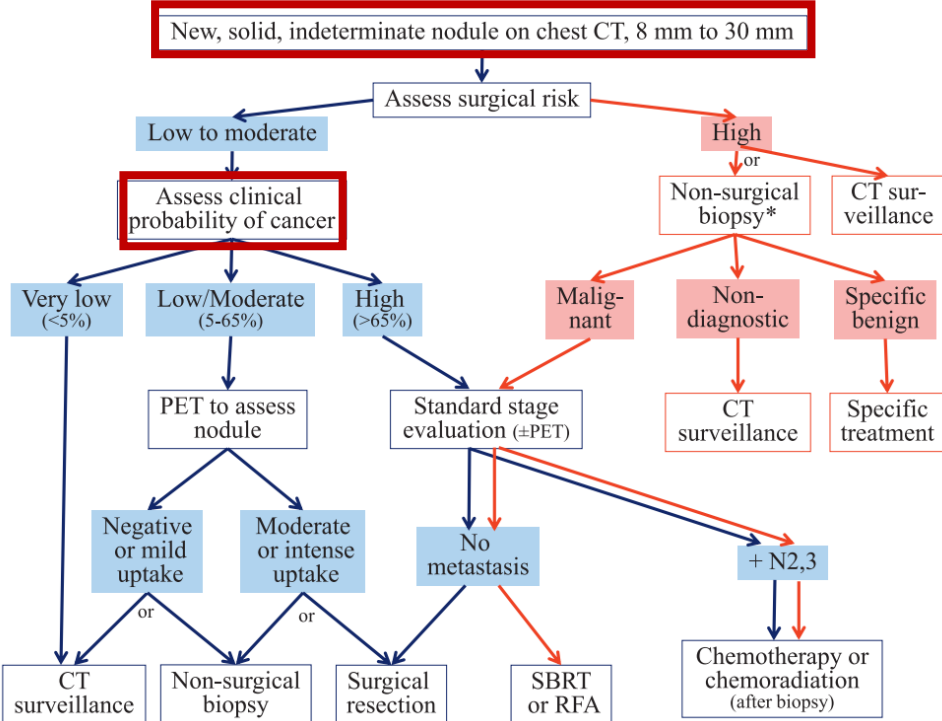 New, solid, indeterminate nodule on chest CT, 8 mm to 30 mm
Assess surgical risk
Low to moderate
High
or
Assess clinical
probability of cancer
Non-surgical
biopsy*
CT sur-
veillance
Very low
(<5%)
Low/Moderate
(5-65%)
High
(>65%)
Malig-
nant
Non-
diagnostic
Specific
benign
PET to assess
nodule
Standard stage
evaluation (±PET)
CT
surveillance
Specific
treatment
Negative
or mild
uptake
Moderate
or intense
uptake
No
metastasis
+ N2,3
or
or
CT
surveillance
Non-surgical
biopsy
Surgical
resection
SBRT
or RFA
Chemotherapy or
chemoradiation
(after biopsy)